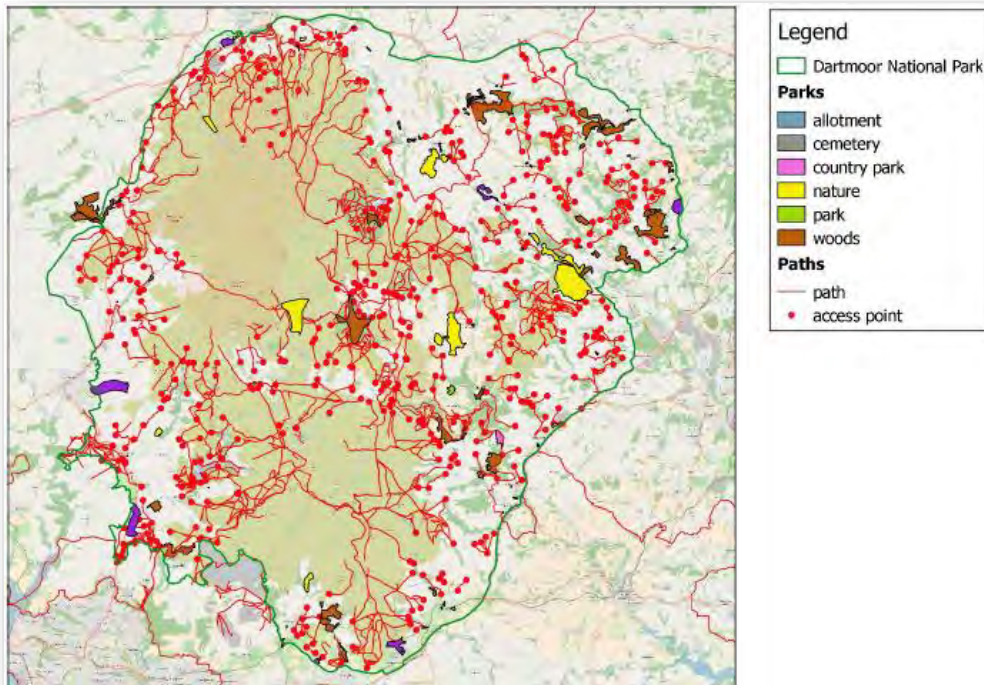 Legend
Dartmoor National Park
Parks
allotment
cemetery
country park
nature
park
woods
Paths
path
access point